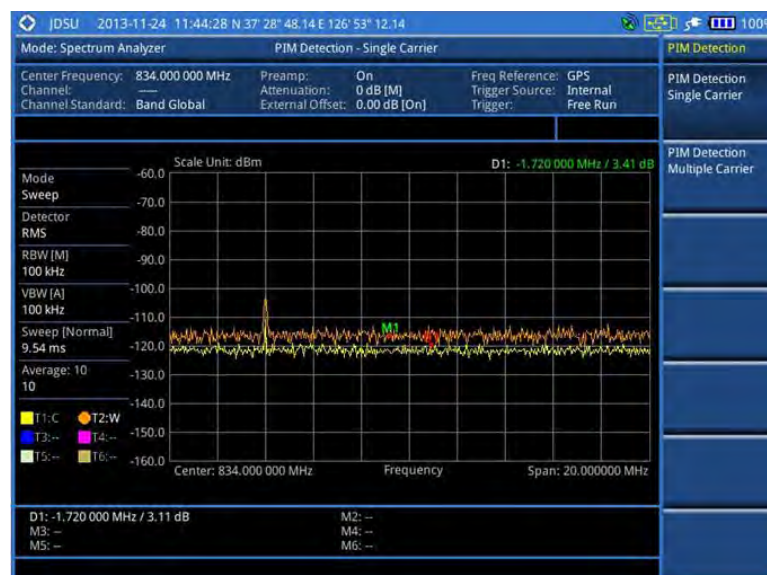 JDSU 2013-11-24 11:44:28 N 37' 28" 48.14 E 126' 53" 12.14 100%
Mode: Spectrum Analyzer PIM Detection - Single Carrier PIM Detection
Center Frequency: 834.000 000 MHz Preamp: On Freq Reference: GPS
Channel: ---- Attenuation: 0 dB [M] Trigger Source: Internal
Channel Standard: Band Global External Offset: 0.00 dB [On] Trigger: Free Run
PIM Detection
Single Carrier
PIM Detection
Multiple Carrier
Scale Unit: dBm D1: -1.720 000 MHz / 3.41 dB
Mode
Sweep
Detector
RMS
RBW [M]
100 kHz
VBW [A]
100 kHz
Sweep [Normal]
9.54 ms
Average: 10
10
T1:C T2:W
T3:-- T4:--
T5:-- T6:--
-60.0
-70.0
-80.0
-90.0
-100.0
-110.0
-120.0
-130.0
-140.0
-150.0
-160.0
M1
Center: 834.000 000 MHz Frequency Span: 20.000000 MHz
D1: -1.720 000 MHz / 3.11 dB M2: --
M3: -- M4: --
M5: -- M6: --